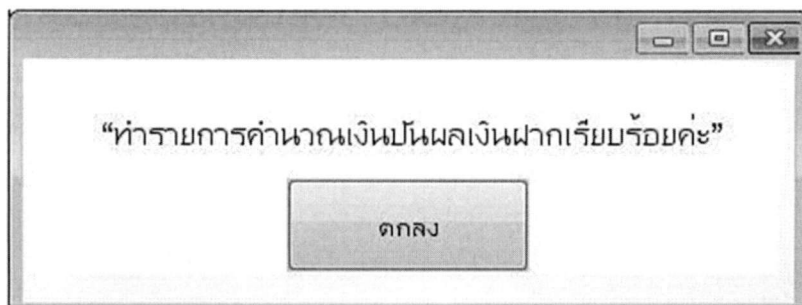 “ทำรายการคำนวณเงินปันผลเงินฝากเรียบร้อยค่ะ”
ตกลง